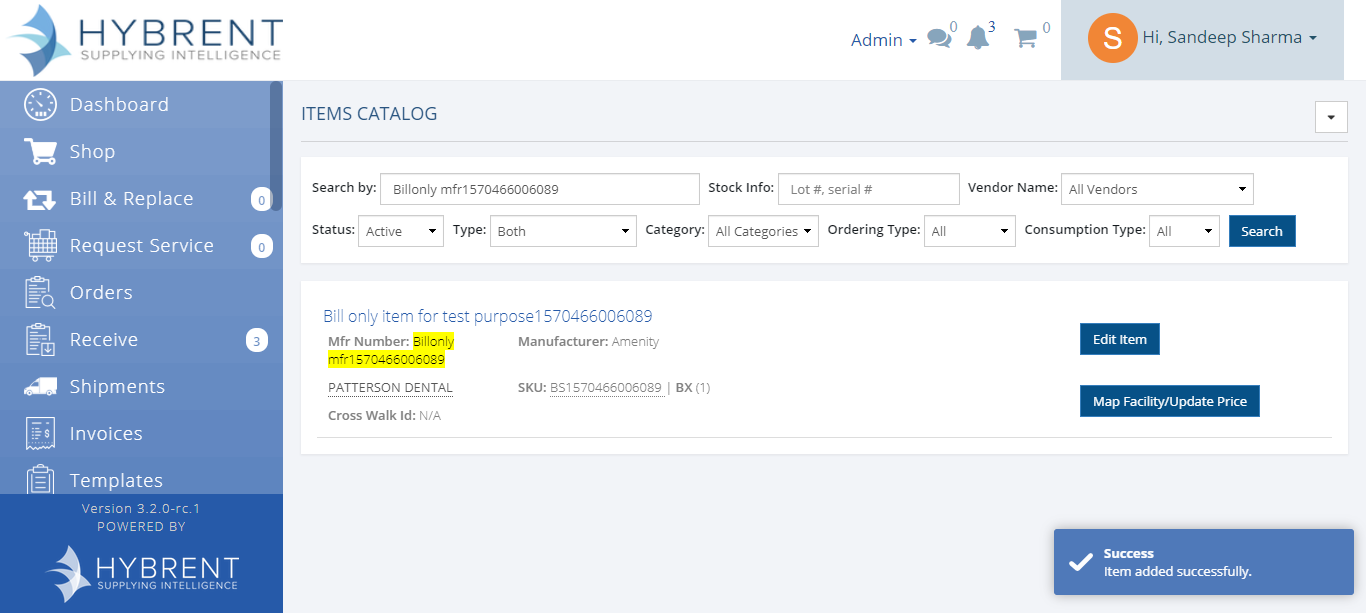 HYBRENT
SUPPLYING INTELLIGENCE
Admin
0
3
0
S
Hi, Sandeep Sharma
Dashboard
Shop
Bill & Replace
0
Request Service
0
Orders
Receive
3
Shipments
Invoices
Templates
Version 3.2.0-rc.1
POWERED BY
HYBRENT
SUPPLYING INTELLIGENCE
ITEMS CATALOG
Search by: Billonly mfr1570466006089 Stock Info: Lot #, serial # Vendor Name: All Vendors
Status: Active Type: Both Category: All Categories Ordering Type: All Consumption Type: All Search
Bill only item for test purpose1570466006089
Mfr Number: Billonly
mfr1570466006089
Manufacturer: Amenity
Edit Item
PATTERSON DENTAL
SKU: BS1570466006089 | BX (1)
Map Facility/Update Price
Cross Walk Id: N/A
Success
Item added successfully.